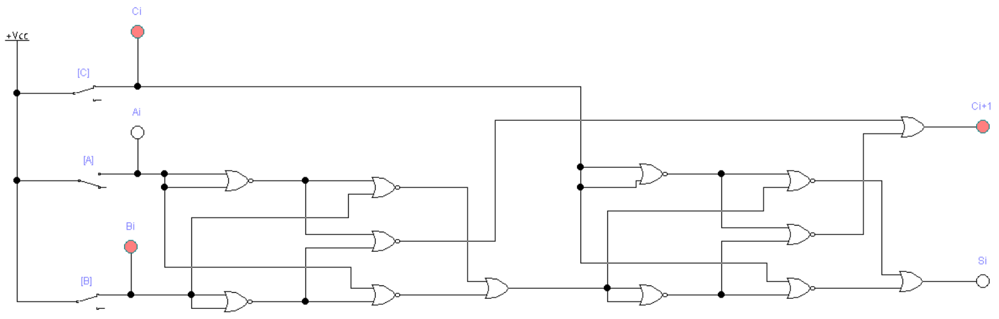 Ci
+Vcc
[C]
Ai
Ci+1
[A]
Bi
Si
[B]